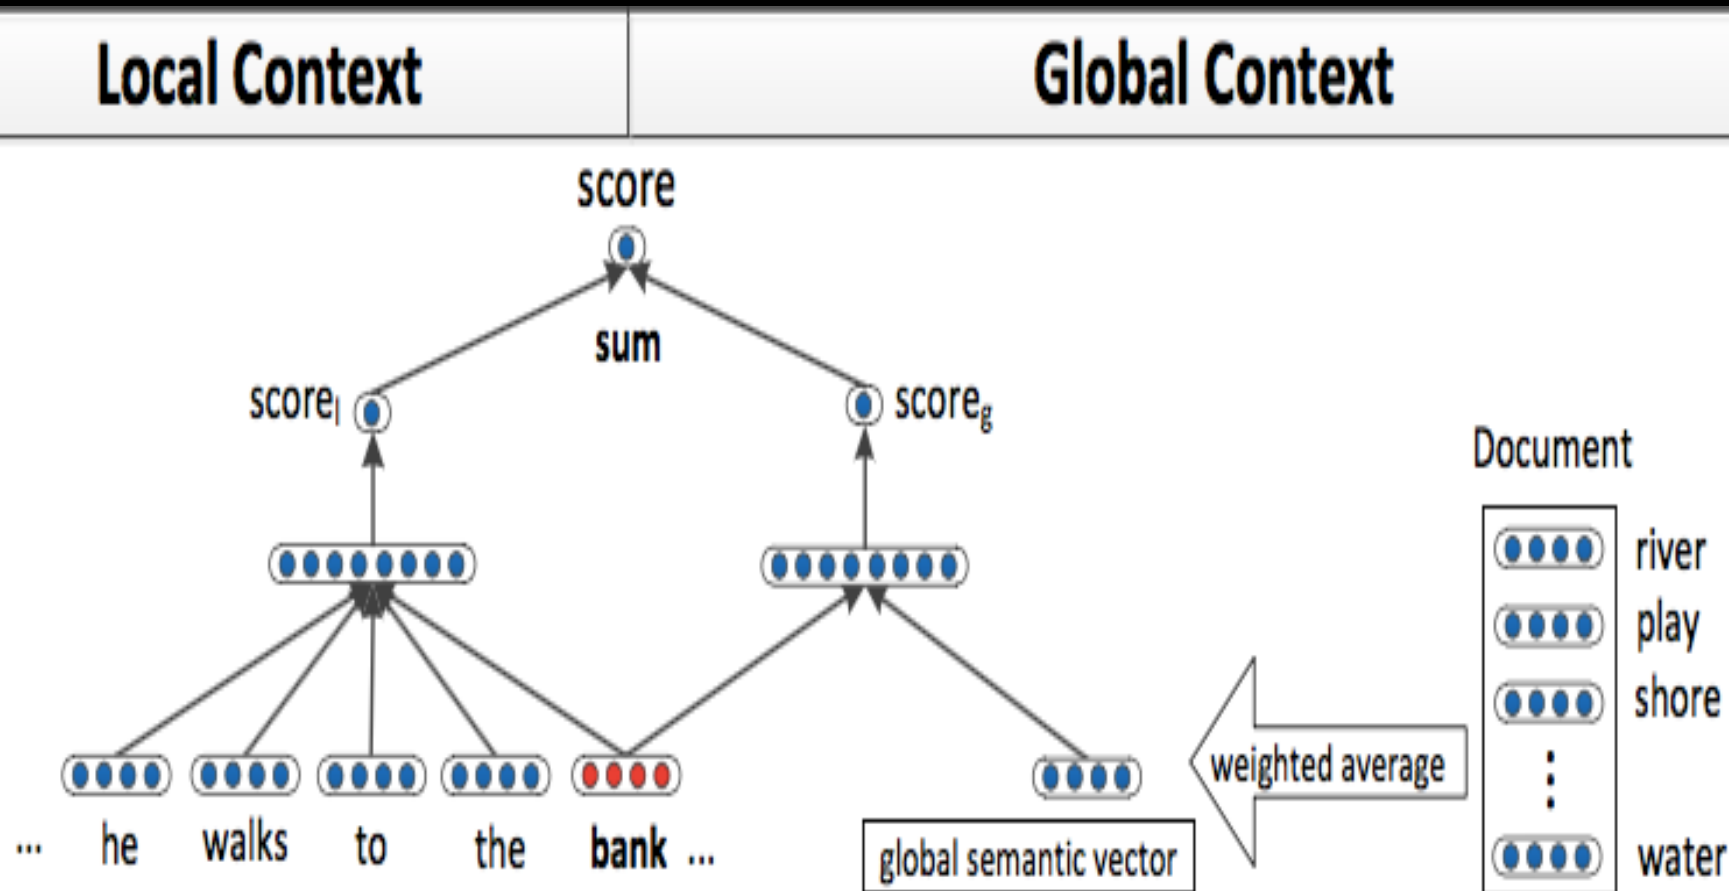 Local Context
Global Context
score
sum
scoreₗ
score_g
Document
river
play
shore
⋮
water
weighted average
... he walks to the bank ...
global semantic vector